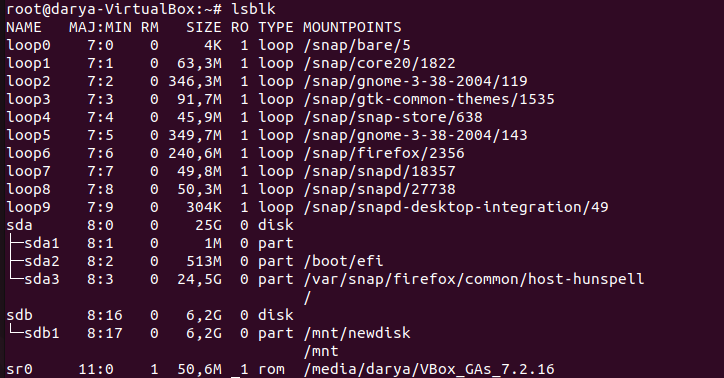 root@darya-VirtualBox:~# lsblk
NAME   MAJ:MIN RM   SIZE RO TYPE MOUNTPOINTS
loop0    7:0    0     4K  1 loop /snap/bare/5
loop1    7:1    0  63,3M  1 loop /snap/core20/1822
loop2    7:2    0 346,3M  1 loop /snap/gnome-3-38-2004/119
loop3    7:3    0  91,7M  1 loop /snap/gtk-common-themes/1535
loop4    7:4    0  45,9M  1 loop /snap/snap-store/638
loop5    7:5    0 349,7M  1 loop /snap/gnome-3-38-2004/143
loop6    7:6    0 240,6M  1 loop /snap/firefox/2356
loop7    7:7    0  49,8M  1 loop /snap/snapd/18357
loop8    7:8    0  50,3M  1 loop /snap/snapd/27738
loop9    7:9    0   304K  1 loop /snap/snapd-desktop-integration/49
sda      8:0    0    25G  0 disk
├─sda1   8:1    0     1M  0 part
├─sda2   8:2    0   513M  0 part /boot/efi
└─sda3   8:3    0  24,5G  0 part /var/snap/firefox/common/host-hunspell
                                 /
sdb      8:16   0   6,2G  0 disk
└─sdb1   8:17   0   6,2G  0 part /mnt/newdisk
                                 /mnt
sr0     11:0    1  50,6M _1 rom  /media/darya/VBox_GAs_7.2.16